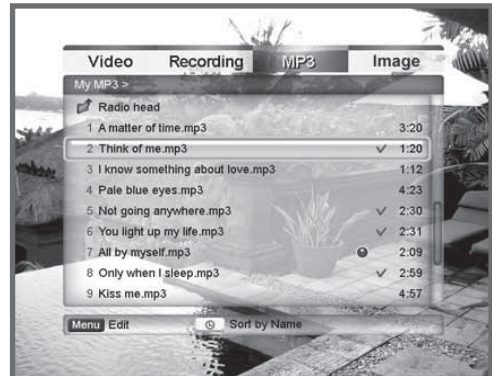 Video Recording MP3 Image
My MP3 >
Radio head
1 A matter of time.mp3 3:20
2 Think of me.mp3 1:20
3 I know something about love.mp3 1:12
4 Pale blue eyes.mp3 4:23
5 Not going anywhere.mp3 2:30
6 You light up my life.mp3 2:31
7 All by myself.mp3 2:09
8 Only when I sleep.mp3 2:59
9 Kiss me.mp3 4:57
Menu Edit Sort by Name